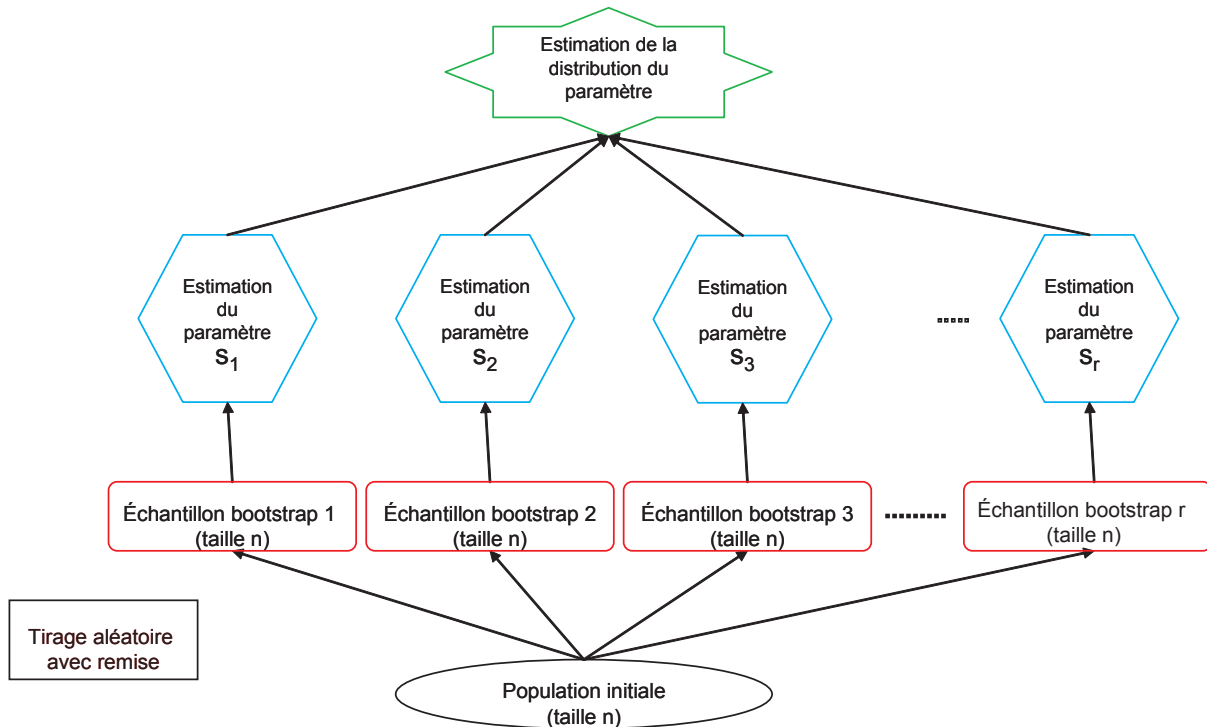 Estimation de la
distribution du
paramètre
Estimation
du
paramètre
S1
Estimation
du
paramètre
S2
Estimation
du
paramètre
S3
Estimation
du
paramètre
Sr
Échantillon bootstrap 1
(taille n)
Échantillon bootstrap 2
(taille n)
Échantillon bootstrap 3
(taille n)
Échantillon bootstrap r
(taille n)
Tirage aléatoire
avec remise
Population initiale
(taille n)